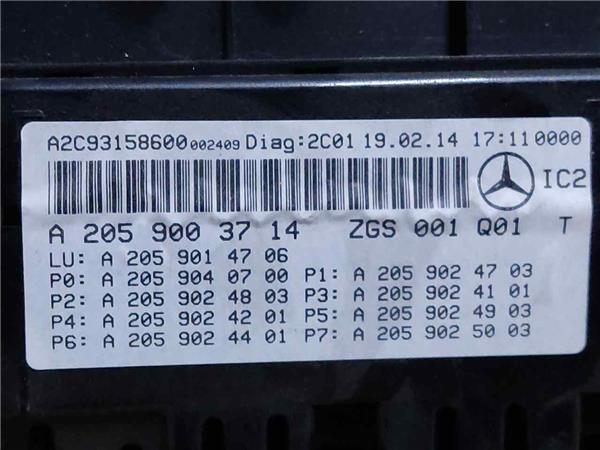 A2C93158600 002409 Diag:2C01 19.02.14 17:110000
IC2
A 205 900 37 14 ZGS 001 Q01 T
LU: A 205 901 47 06
P0: A 205 904 07 00 P1: A 205 902 47 03
P2: A 205 902 48 03 P3: A 205 902 41 01
P4: A 205 902 42 01 P5: A 205 902 49 03
P6: A 205 902 44 01 P7: A 205 902 50 03